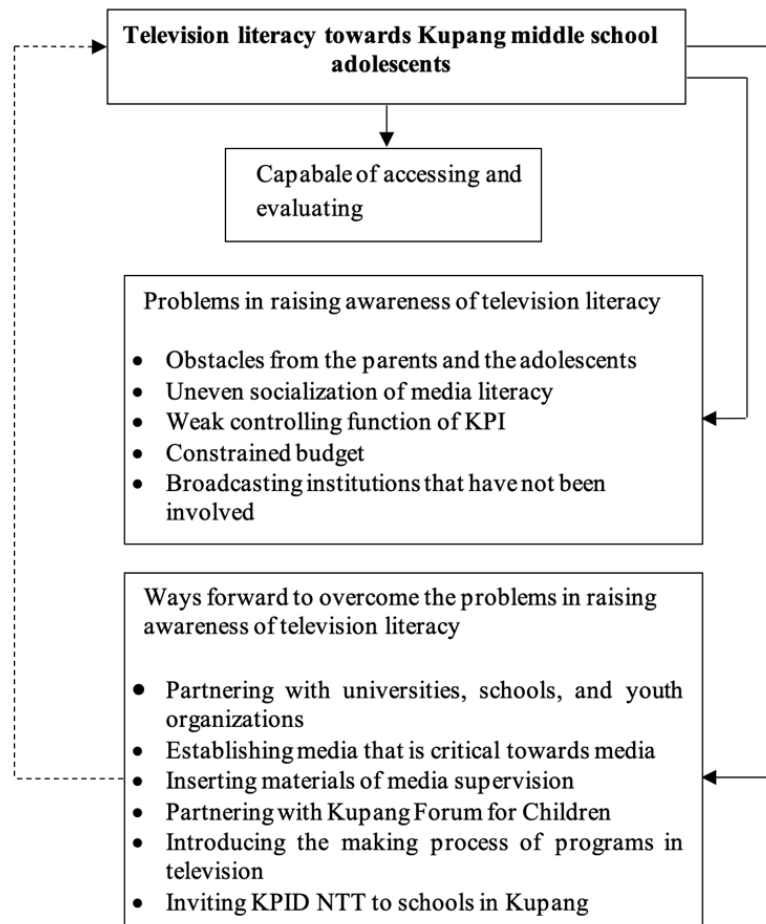 Television literacy towards Kupang middle school
adolescents
Capabale of accessing and
evaluating
Problems in raising awareness of television literacy
• Obstacles from the parents and the adolescents
• Uneven socialization of media literacy
• Weak controlling function of KPI
• Constrained budget
• Broadcasting institutions that have not been
involved
Ways forward to overcome the problems in raising
awareness of television literacy
• Partnering with universities, schools, and youth
organizations
• Establishing media that is critical towards media
• Inserting materials of media supervision
• Partnering with Kupang Forum for Children
• Introducing the making process of programs in
television
• Inviting KPID NTT to schools in Kupang